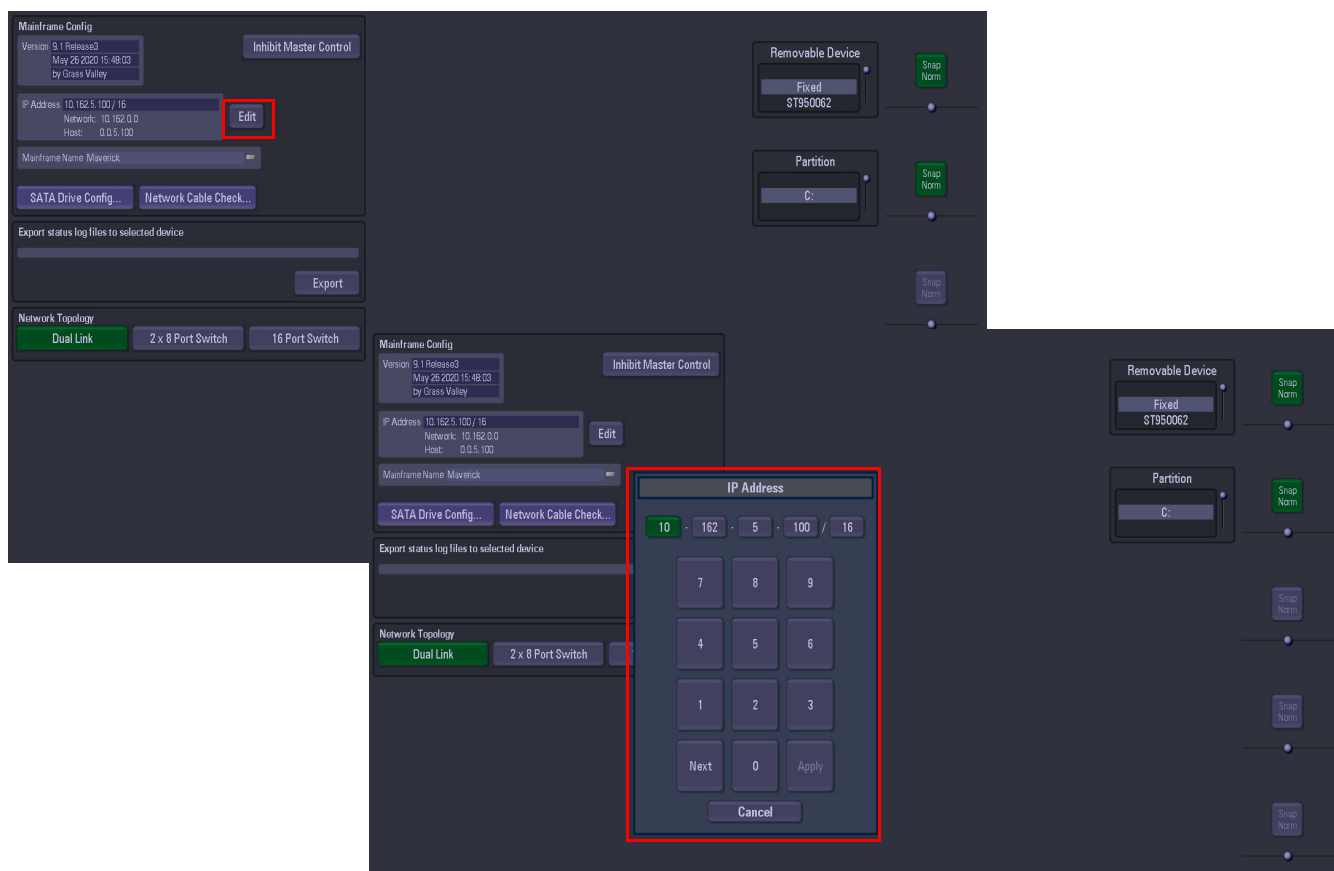 Mainframe Config
Version 9.1 Release3
May 26 2020 15:48:03
by Grass Valley
Inhibit Master Control
IP Address 10.162.5.100 / 16
Network: 10.162.0.0
Host: 0.0.5.100
Edit
Mainframe Name Maverick
SATA Drive Config...
Network Cable Check...
Export status log files to selected device
Export
Network Topology
Dual Link
2 x 8 Port Switch
16 Port Switch
Removable Device
Fixed
ST950062
Snap
Norm
Partition
C:
Snap
Norm
Snap
Norm
Mainframe Config
Version 9.1 Release3
May 26 2020 15:48:03
by Grass Valley
Inhibit Master Control
IP Address 10.162.5.100 / 16
Network: 10.162.0.0
Host: 0.0.5.100
Edit
Mainframe Name Maverick
SATA Drive Config...
Network Cable Check...
Export status log files to selected device
Network Topology
Dual Link
2 x 8 Port Switch
IP Address
10 . 162 . 5 . 100 / 16
7 8 9
4 5 6
1 2 3
Next 0 Apply
Cancel
Removable Device
Fixed
ST950062
Snap
Norm
Partition
C:
Snap
Norm
Snap
Norm
Snap
Norm
Snap
Norm